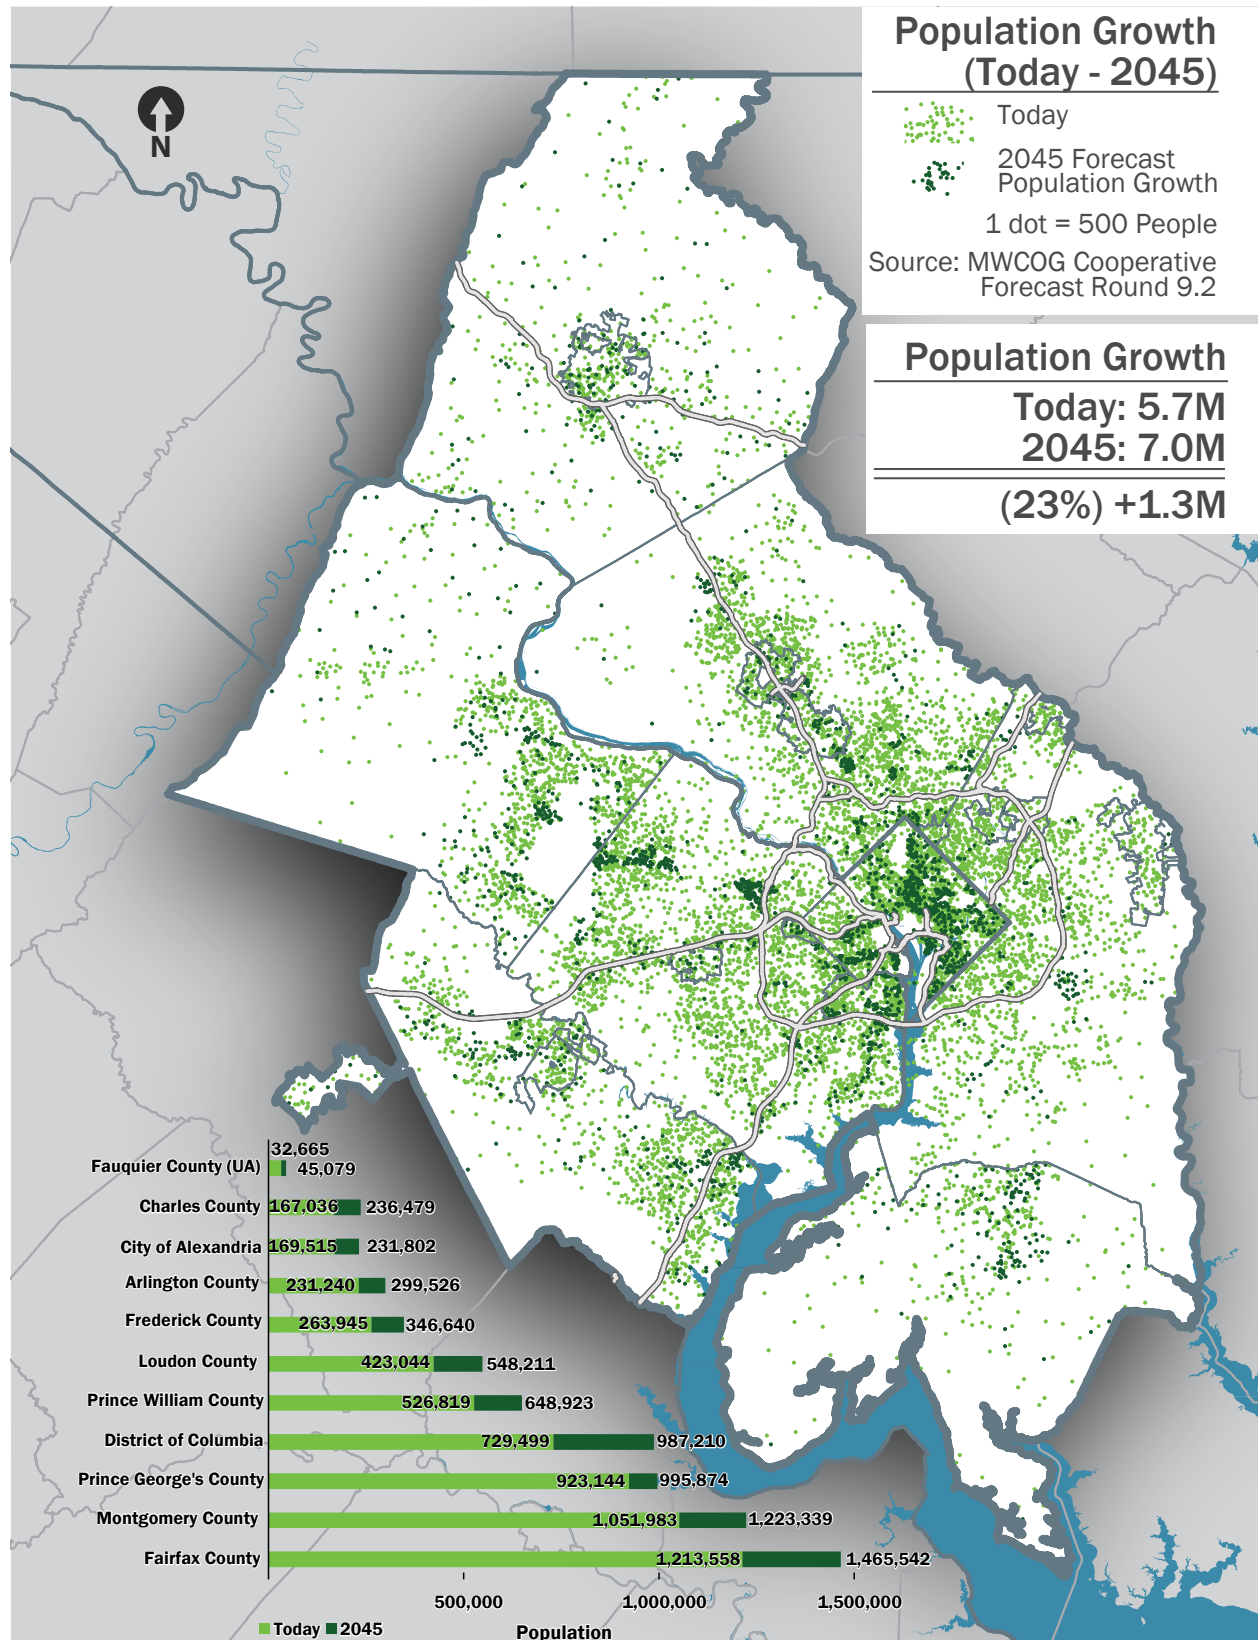 Population Growth
(Today - 2045)
Today
2045 Forecast
Population Growth
1 dot = 500 People
Source: MWCOG Cooperative
Forecast Round 9.2
Population Growth
Today: 5.7M
2045: 7.0M
(23%) +1.3M
N
32,665
Fauquier County (UA) 45,079
Charles County 167,036 236,479
City of Alexandria 169,515 231,802
Arlington County 231,240 299,526
Frederick County 263,945 346,640
Loudon County 423,044 548,211
Prince William County 526,819 648,923
District of Columbia 729,499 987,210
Prince George's County 923,144 995,874
Montgomery County 1,051,983 1,223,339
Fairfax County 1,213,558 1,465,542
500,000 1,000,000 1,500,000
Today 2045
Population